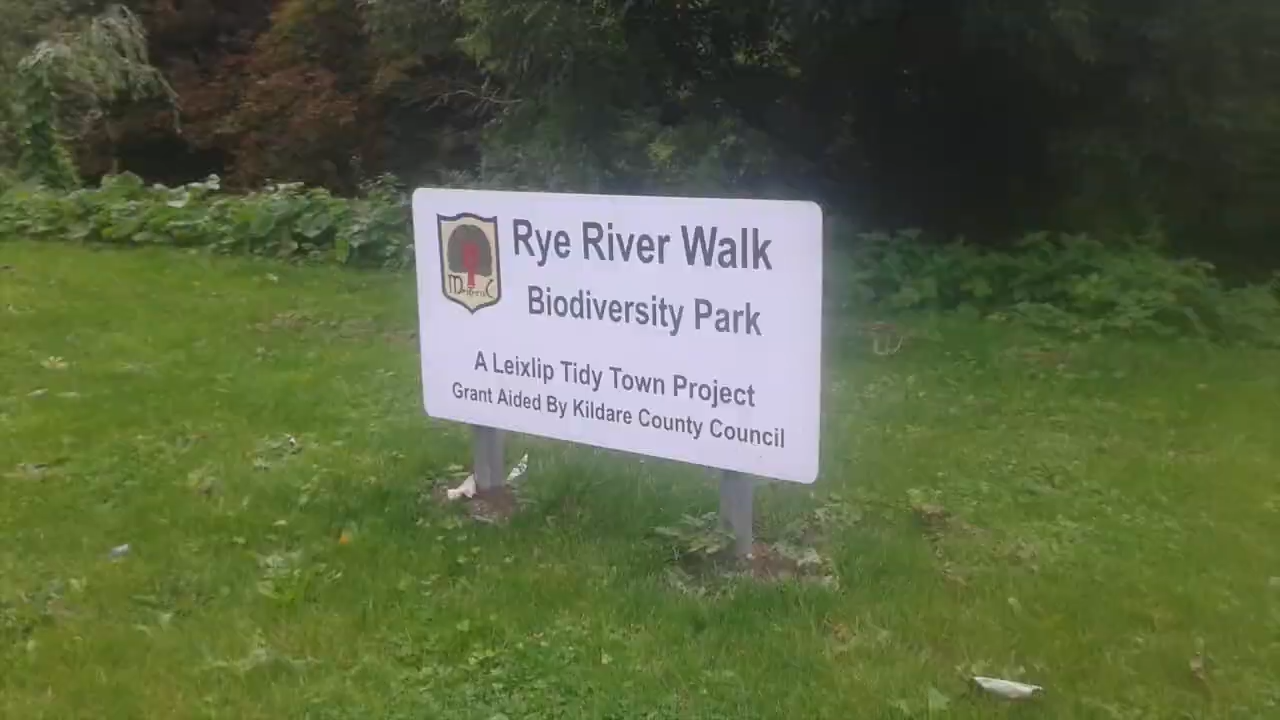 Rye River Walk
Biodiversity Park
A Leixlip Tidy Town Project
Grant Aided By Kildare County Council